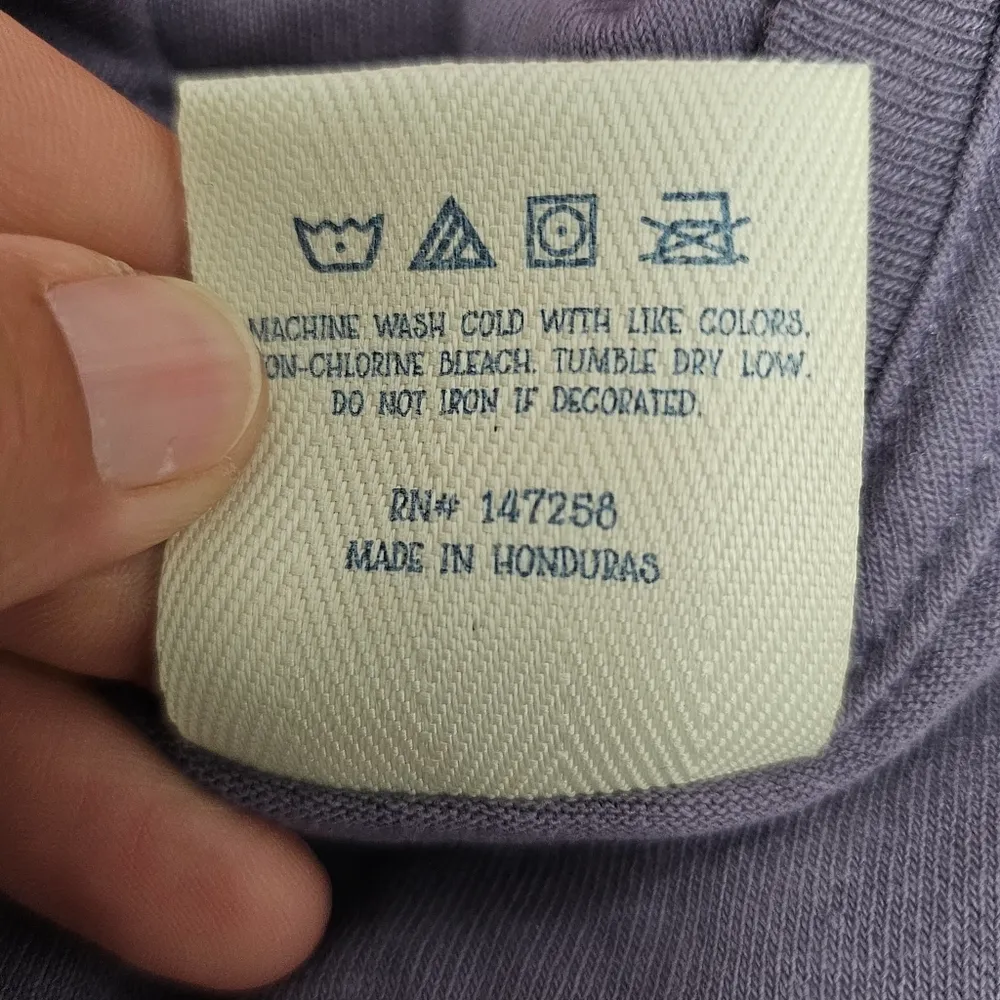 MACHINE WASH COLD WITH LIKE COLORS.
ON-CHLORINE BLEACH. TUMBLE DRY LOW.
DO NOT IRON IF DECORATED.
RN# 147258
MADE IN HONDURAS